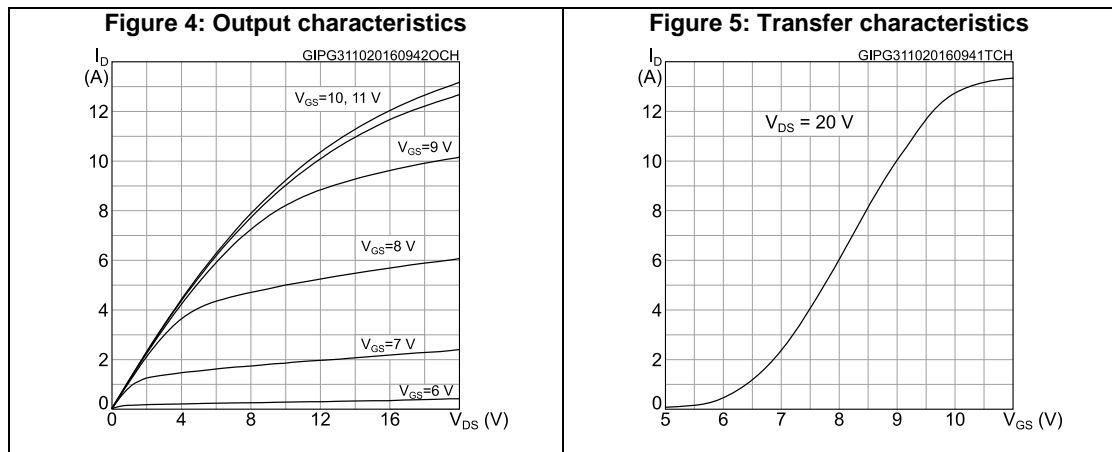 Figure 4: Output characteristics
I_D
(A)
GIPG311020160942OCH
V_GS=10, 11 V
V_GS=9 V
V_GS=8 V
V_GS=7 V
V_GS=6 V
12
10
8
6
4
2
0
0 4 8 12 16 V_DS (V)
Figure 5: Transfer characteristics
I_D
(A)
GIPG311020160941TCH
V_DS = 20 V
12
10
8
6
4
2
0
5 6 7 8 9 10 V_GS (V)